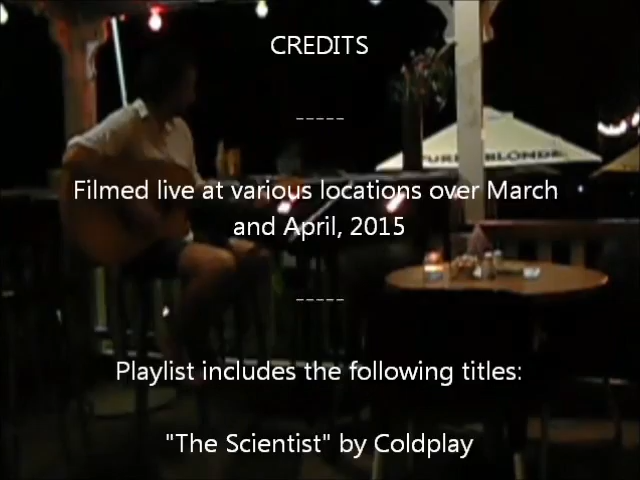 CREDITS
-----
Filmed live at various locations over March
and April, 2015
-----
Playlist includes the following titles:
"The Scientist" by Coldplay
BLONDE